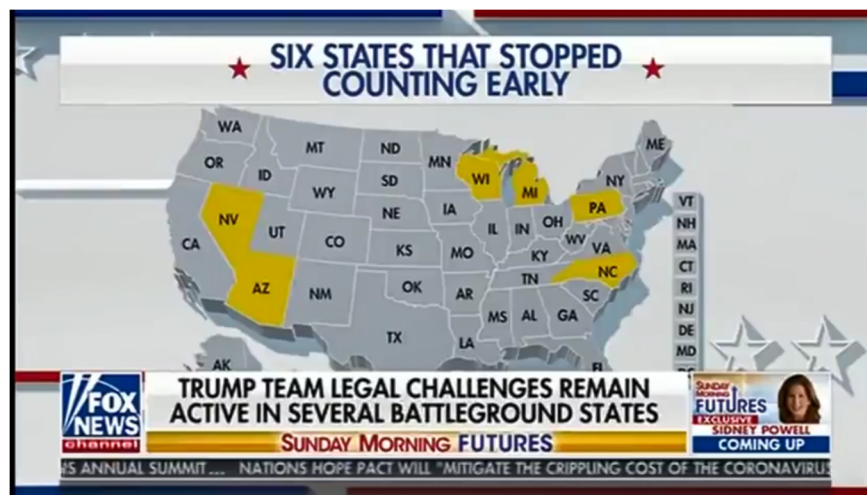 SIX STATES THAT STOPPED
COUNTING EARLY
WA
MT
ND
MN
ME
OR
ID
WY
SD
WI
MI
NY
NV
UT
CO
NE
IA
IL
IN
OH
PA
WV
VA
CA
KS
MO
KY
NC
AZ
NM
OK
AR
TN
SC
TX
LA
MS
AL
GA
AK
VT
NH
MA
CT
RI
NJ
DE
MD
FOX
NEWS
channel
TRUMP TEAM LEGAL CHALLENGES REMAIN
ACTIVE IN SEVERAL BATTLEGROUND STATES
SUNDAY MORNING FUTURES
SUNDAY
MORNING
FUTURES
EXCLUSIVE
SIDNEY POWELL
COMING UP
'S ANNUAL SUMMIT... NATIONS HOPE PACT WILL "MITIGATE THE CRIPPLING COST OF THE CORONAVIRUS